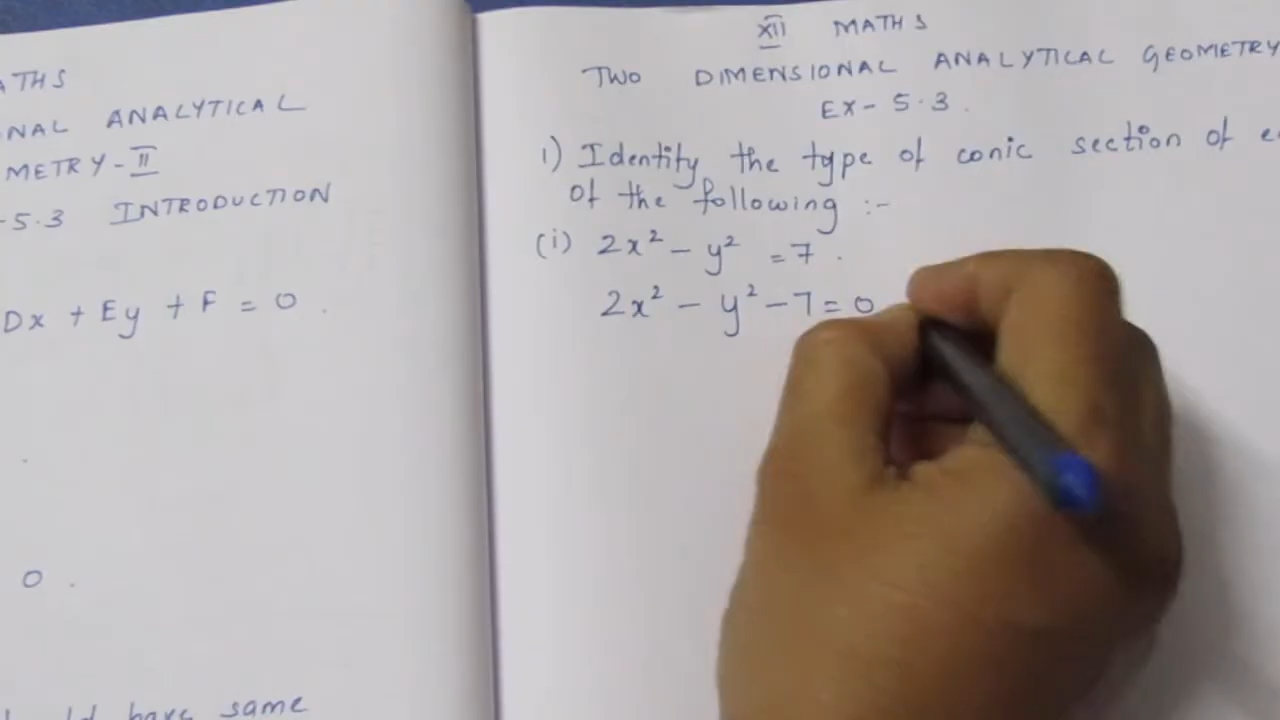 ATHS
NAL ANALYTICAL
METRY-II
-5.3 INTRODUCTION
Dx + Ey + F = 0 .
0 .
have same
XII MATHS
TWO DIMENSIONAL ANALYTICAL GEOMETRY
EX-5.3.
1) Identify the type of conic section of e
of the following :-
(i) 2x² - y² = 7 .
2x² - y² - 7 = 0